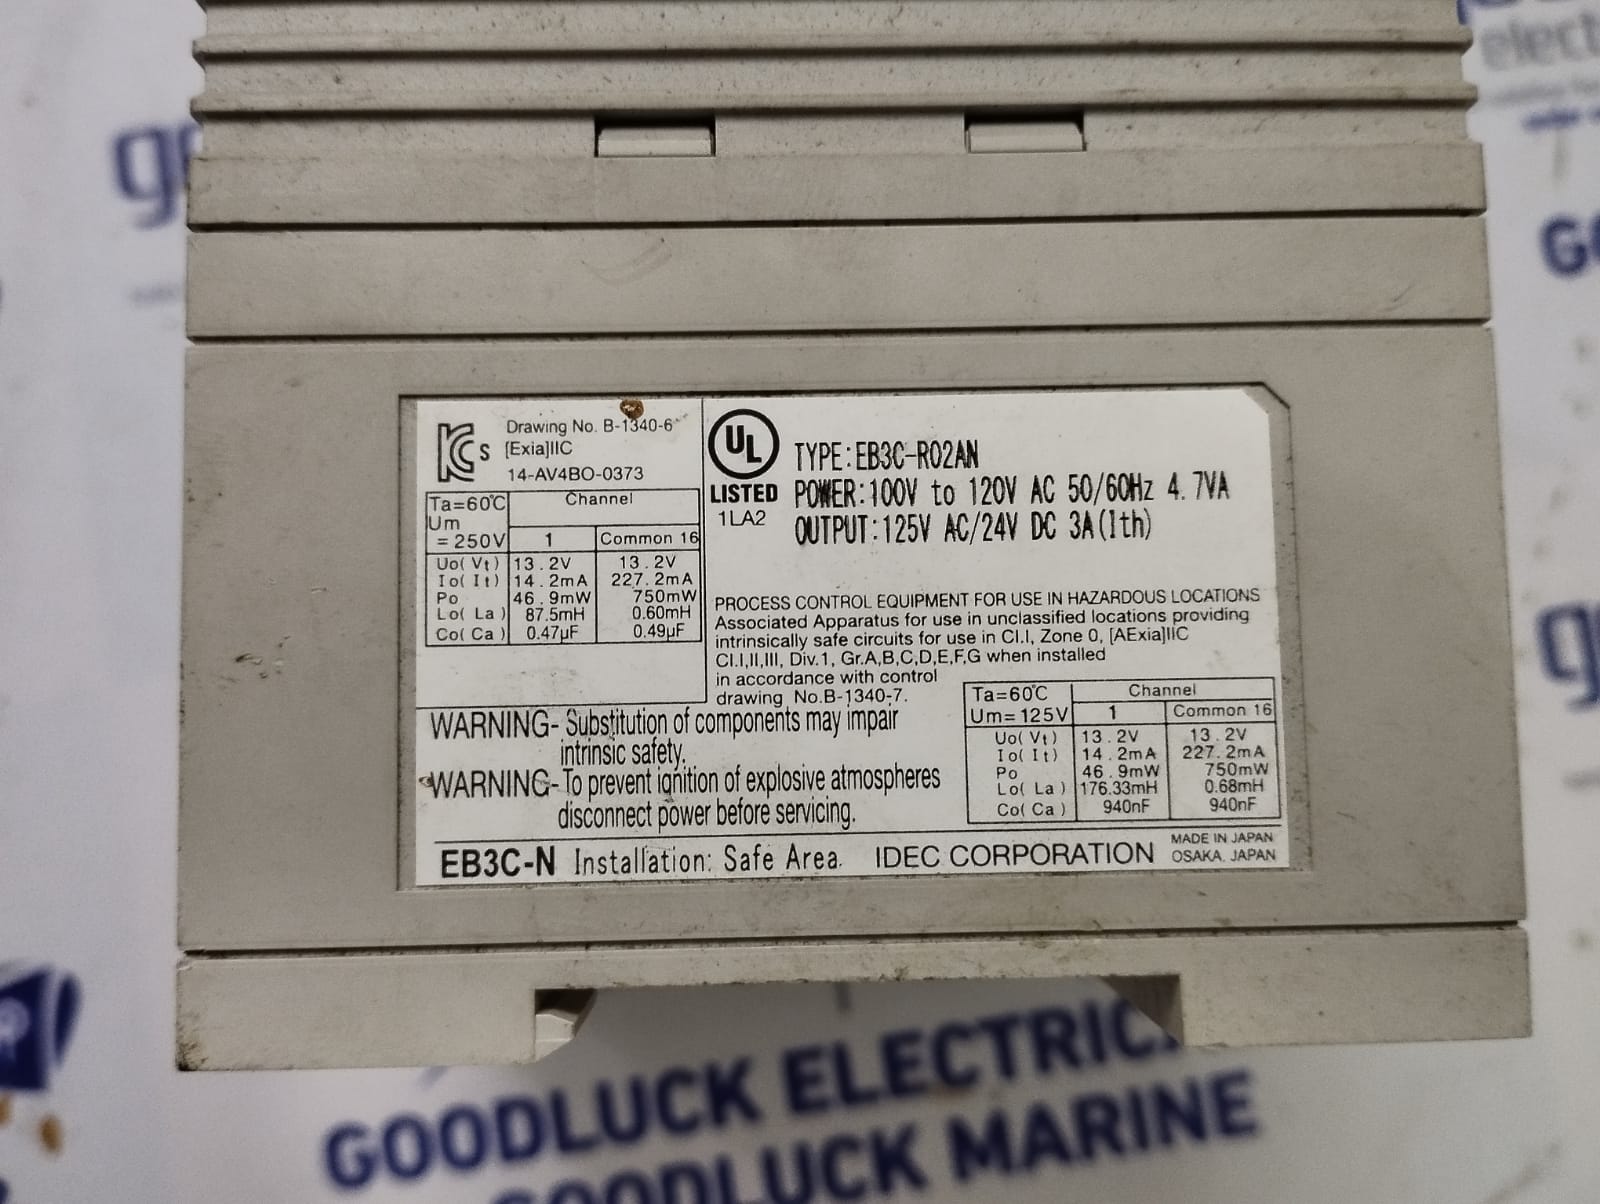 KCs
Drawing No. B-1340-6
[Exia]IIC
14-AV4BO-0373
Ta=60℃ Channel
Um
=250V 1 Common 16
Uo( Vt ) 13.2V 13.2V
Io( It ) 14.2mA 227.2mA
Po 46.9mW 750mW
Lo( La ) 87.5mH 0.60mH
Co( Ca ) 0.47μF 0.49μF
UL
LISTED
1LA2
TYPE:EB3C-R02AN
POWER:100V to 120V AC 50/60Hz 4.7VA
OUTPUT:125V AC/24V DC 3A(Ith)
PROCESS CONTROL EQUIPMENT FOR USE IN HAZARDOUS LOCATIONS
Associated Apparatus for use in unclassified locations providing
intrinsically safe circuits for use in Cl.I, Zone 0, [AExia]IIC
Cl.I,II,III, Div.1, Gr.A,B,C,D,E,F,G when installed
in accordance with control
drawing No.B-1340-7.
Ta=60℃ Channel
Um=125V 1 Common 16
Uo( Vt ) 13.2V 13.2V
Io( It ) 14.2mA 227.2mA
Po 46.9mW 750mW
Lo( La ) 176.33mH 0.68mH
Co( Ca ) 940nF 940nF
WARNING- Substitution of components may impair
intrinsic safety.
WARNING- To prevent ignition of explosive atmospheres
disconnect power before servicing.
EB3C-N Installation: Safe Area. IDEC CORPORATION
MADE IN JAPAN
OSAKA, JAPAN
GOODLUCK ELECTRIC
GOODLUCK MARINE